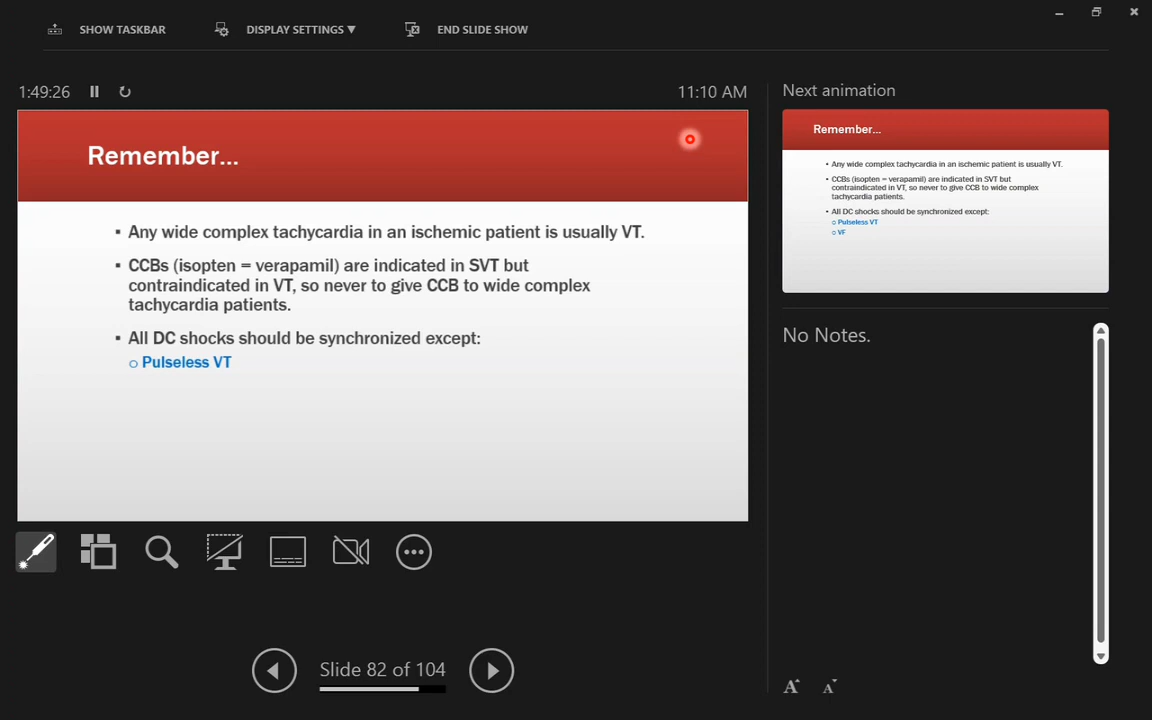 SHOW TASKBAR
DISPLAY SETTINGS ▼
END SLIDE SHOW
1:49:26
11:10 AM
Remember...
▪ Any wide complex tachycardia in an ischemic patient is usually VT.
▪ CCBs (isopten = verapamil) are indicated in SVT but
contraindicated in VT, so never to give CCB to wide complex
tachycardia patients.
▪ All DC shocks should be synchronized except:
o Pulseless VT
Slide 82 of 104
Next animation
Remember...
▪ Any wide complex tachycardia in an ischemic patient is usually VT.
▪ CCBs (isopten = verapamil) are indicated in SVT but
contraindicated in VT, so never to give CCB to wide complex
tachycardia patients.
▪ All DC shocks should be synchronized except:
o Pulseless VT
o VF
No Notes.
A A